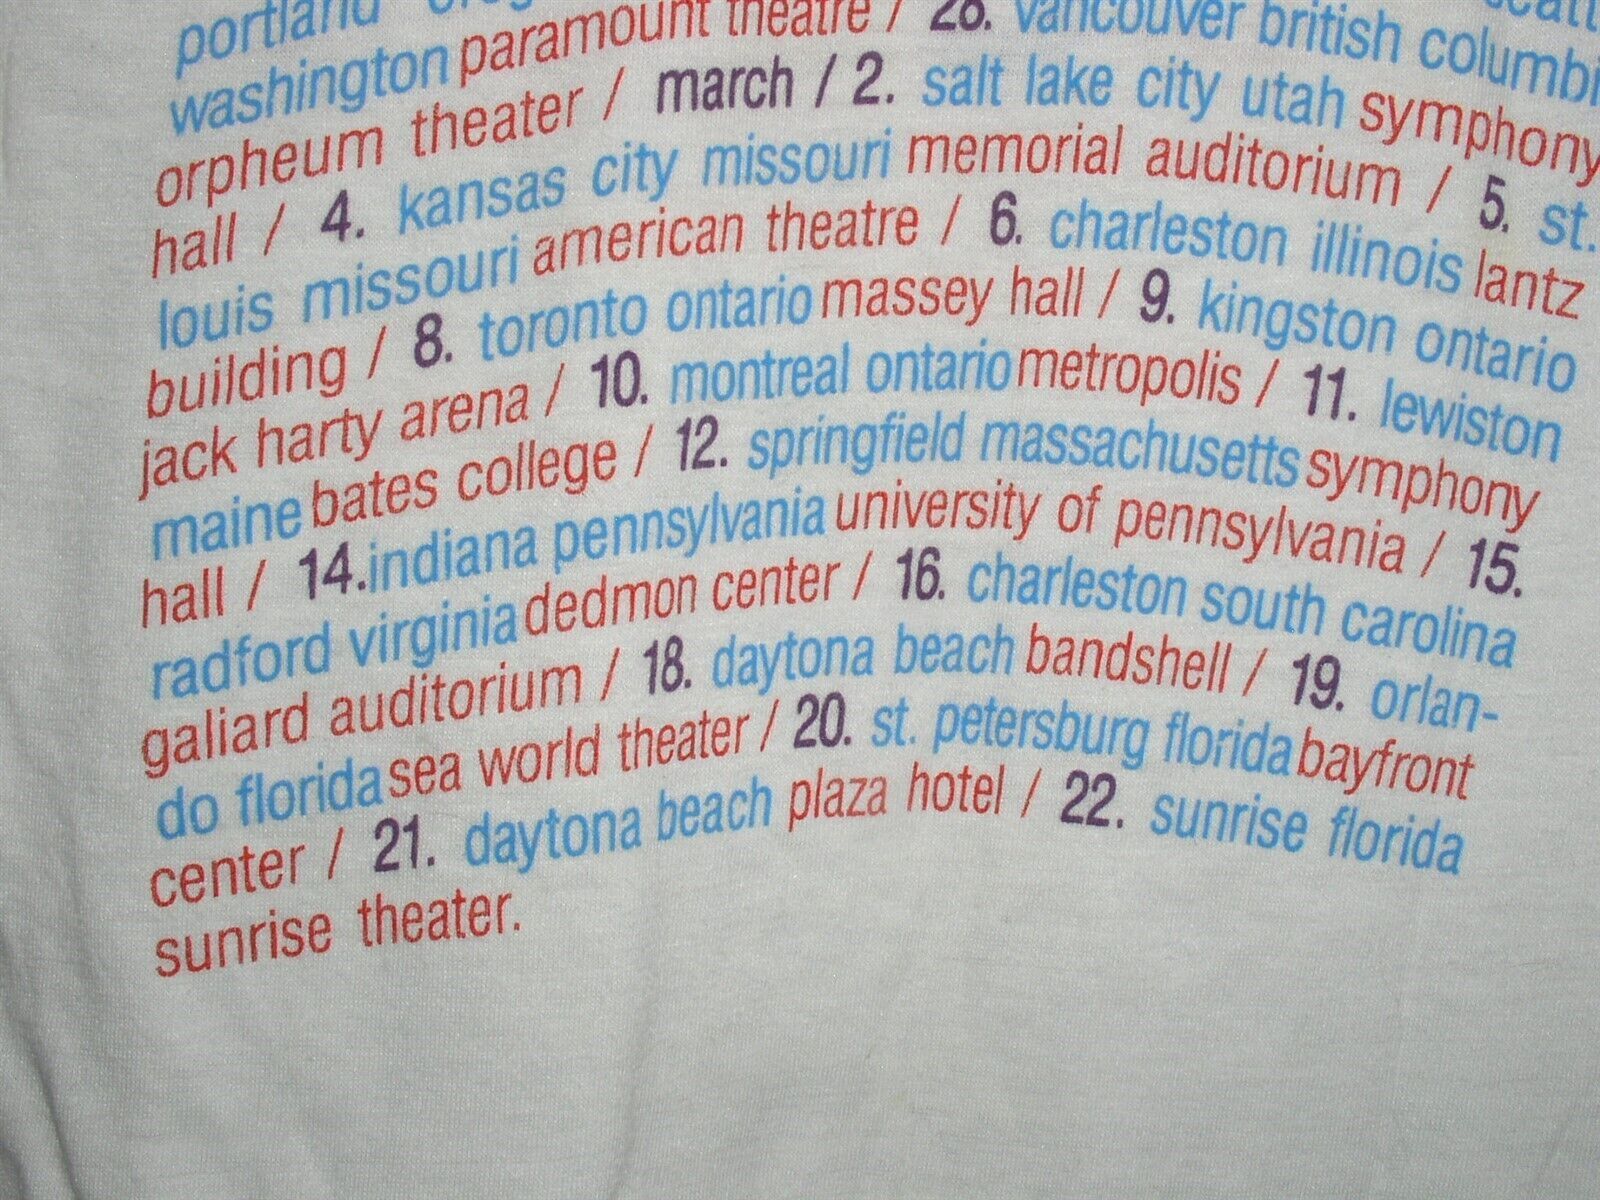 portland
washington paramount theatre / 28. vancouver british columbi
orpheum theater / march / 2. salt lake city utah symphony
hall / 4. kansas city missouri memorial auditorium / 5. st.
louis missouri american theatre / 6. charleston illinois lantz
building / 8. toronto ontario massey hall / 9. kingston ontario
jack harty arena / 10. montreal ontario metropolis / 11. lewiston
maine bates college / 12. springfield massachusetts symphony
hall / 14. indiana pennsylvania university of pennsylvania / 15.
radford virginia dedmon center / 16. charleston south carolina
galiard auditorium / 18. daytona beach bandshell / 19. orlan-
do florida sea world theater / 20. st. petersburg florida bayfront
center / 21. daytona beach plaza hotel / 22. sunrise florida
sunrise theater.